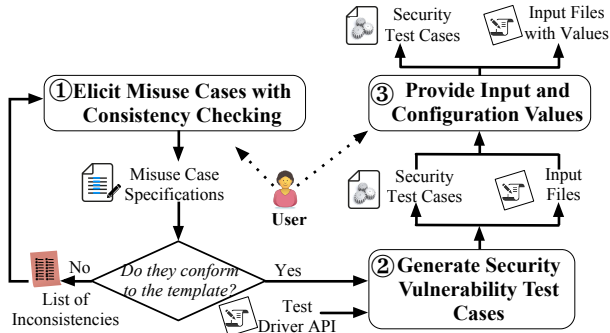 Security
Test Cases
Input Files
with Values
① Elicit Misuse Cases with
Consistency Checking
③ Provide Input and
Configuration Values
Misuse Case
Specifications
User
Security
Test Cases
Input
Files
Do they conform
to the template?
No
Yes
List of
Inconsistencies
Test
Driver API
② Generate Security
Vulnerability Test
Cases